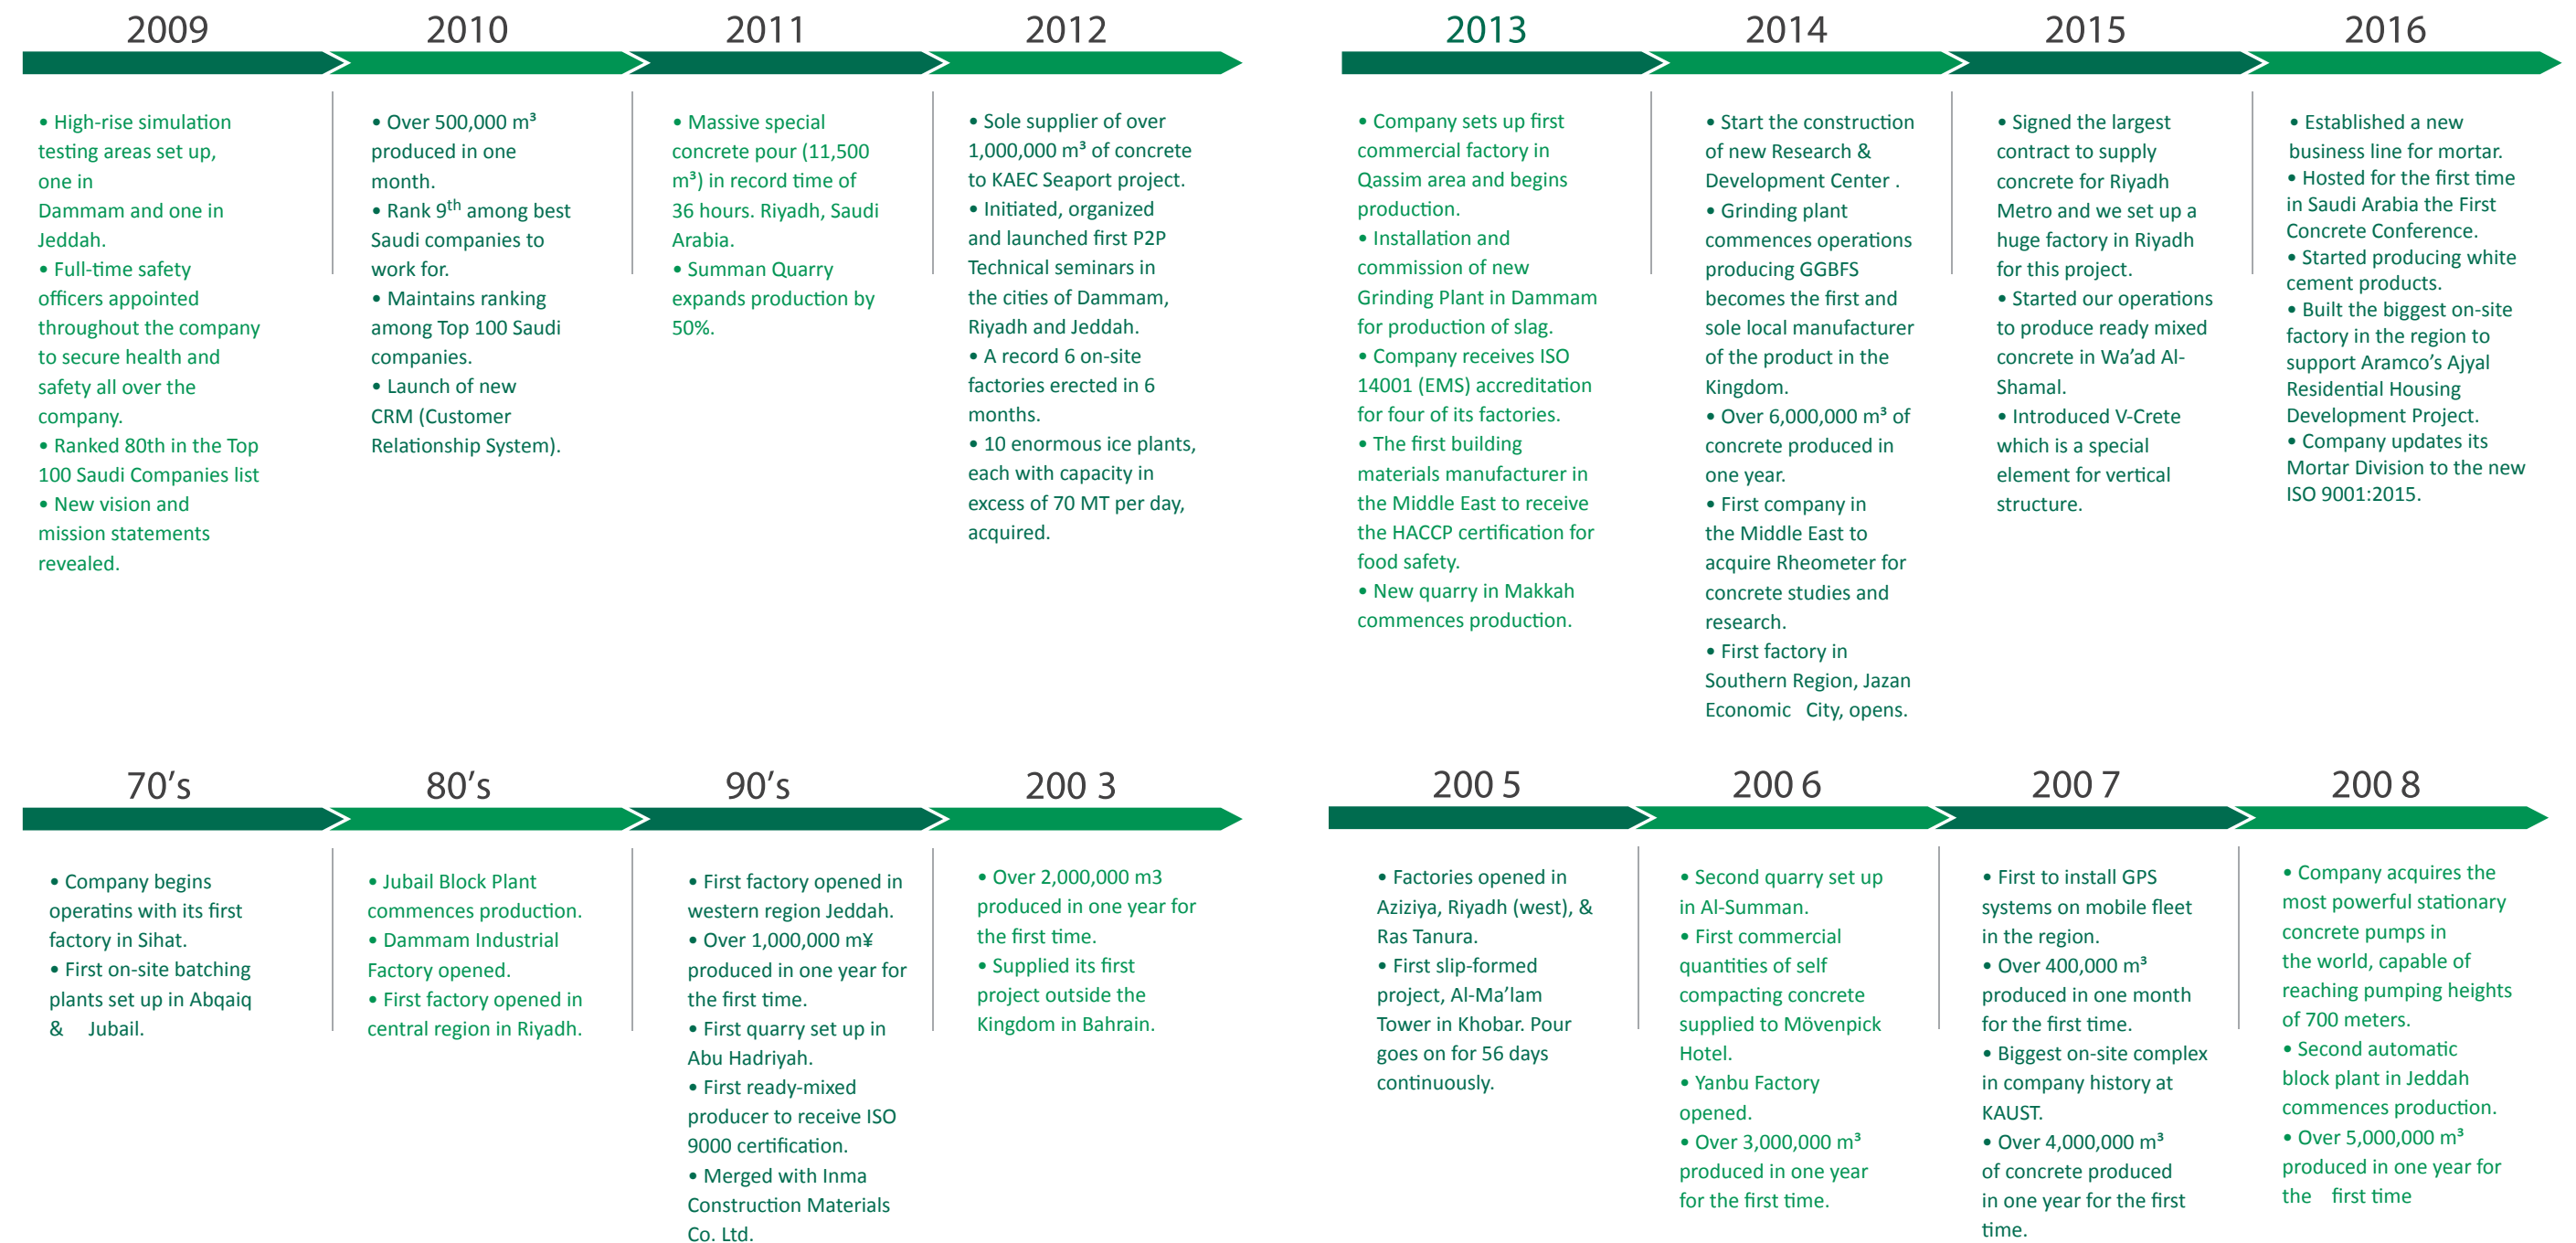 2009
• High-rise simulation
testing areas set up,
one in
Dammam and one in
Jeddah.
• Full-time safety
officers appointed
throughout the company
to secure health and
safety all over the
company.
• Ranked 80th in the Top
100 Saudi Companies list
• New vision and
mission statements
revealed.
2010
• Over 500,000 m³
produced in one
month.
• Rank 9th among best
Saudi companies to
work for.
• Maintains ranking
among Top 100 Saudi
companies.
• Launch of new
CRM (Customer
Relationship System).
2011
• Massive special
concrete pour (11,500
m³) in record time of
36 hours. Riyadh, Saudi
Arabia.
• Summan Quarry
expands production by
50%.
2012
• Sole supplier of over
1,000,000 m³ of concrete
to KAEC Seaport project.
• Initiated, organized
and launched first P2P
Technical seminars in
the cities of Dammam,
Riyadh and Jeddah.
• A record 6 on-site
factories erected in 6
months.
• 10 enormous ice plants,
each with capacity in
excess of 70 MT per day,
acquired.
2013
• Company sets up first
commercial factory in
Qassim area and begins
production.
• Installation and
commission of new
Grinding Plant in Dammam
for production of slag.
• Company receives ISO
14001 (EMS) accreditation
for four of its factories.
• The first building
materials manufacturer in
the Middle East to receive
the HACCP certification for
food safety.
• New quarry in Makkah
commences production.
2014
• Start the construction
of new Research &
Development Center .
• Grinding plant
commences operations
producing GGBFS
becomes the first and
sole local manufacturer
of the product in the
Kingdom.
• Over 6,000,000 m³ of
concrete produced in
one year.
• First company in
the Middle East to
acquire Rheometer for
concrete studies and
research.
• First factory in
Southern Region, Jazan
Economic City, opens.
2015
• Signed the largest
contract to supply
concrete for Riyadh
Metro and we set up a
huge factory in Riyadh
for this project.
• Started our operations
to produce ready mixed
concrete in Wa’ad Al-
Shamal.
• Introduced V-Crete
which is a special
element for vertical
structure.
2016
• Established a new
business line for mortar.
• Hosted for the first time
in Saudi Arabia the First
Concrete Conference.
• Started producing white
cement products.
• Built the biggest on-site
factory in the region to
support Aramco’s Ajyal
Residential Housing
Development Project.
• Company updates its
Mortar Division to the new
ISO 9001:2015.
70’s
• Company begins
operatins with its first
factory in Sihat.
• First on-site batching
plants set up in Abqaiq
& Jubail.
80’s
• Jubail Block Plant
commences production.
• Dammam Industrial
Factory opened.
• First factory opened in
central region in Riyadh.
90’s
• First factory opened in
western region Jeddah.
• Over 1,000,000 m¥
produced in one year for
the first time.
• First quarry set up in
Abu Hadriyah.
• First ready-mixed
producer to receive ISO
9000 certification.
• Merged with Inma
Construction Materials
Co. Ltd.
200 3
• Over 2,000,000 m3
produced in one year for
the first time.
• Supplied its first
project outside the
Kingdom in Bahrain.
200 5
• Factories opened in
Aziziya, Riyadh (west), &
Ras Tanura.
• First slip-formed
project, Al-Ma’lam
Tower in Khobar. Pour
goes on for 56 days
continuously.
200 6
• Second quarry set up
in Al-Summan.
• First commercial
quantities of self
compacting concrete
supplied to Mövenpick
Hotel.
• Yanbu Factory
opened.
• Over 3,000,000 m³
produced in one year
for the first time.
200 7
• First to install GPS
systems on mobile fleet
in the region.
• Over 400,000 m³
produced in one month
for the first time.
• Biggest on-site complex
in company history at
KAUST.
• Over 4,000,000 m³
of concrete produced
in one year for the first
time.
200 8
• Company acquires the
most powerful stationary
concrete pumps in
the world, capable of
reaching pumping heights
of 700 meters.
• Second automatic
block plant in Jeddah
commences production.
• Over 5,000,000 m³
produced in one year for
the first time